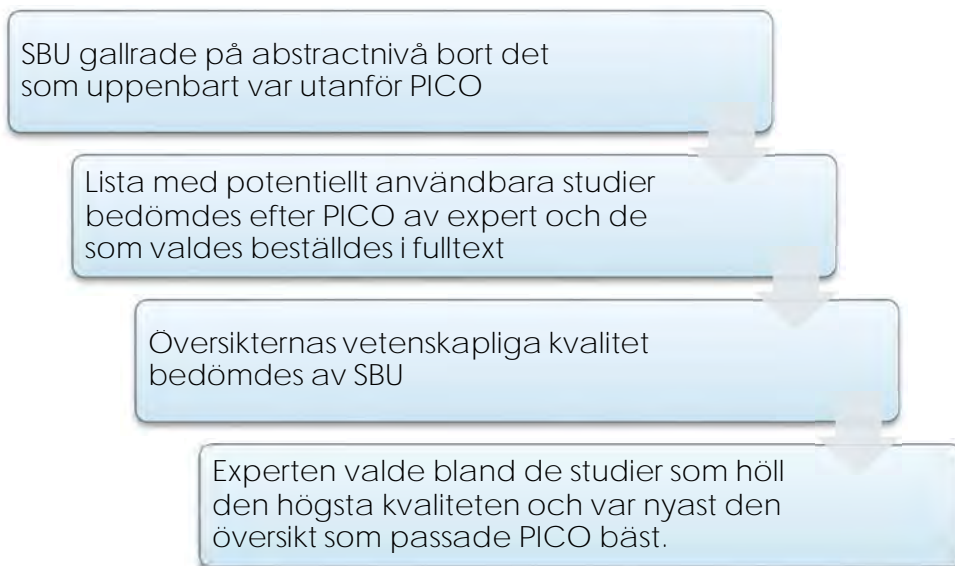 SBU gallrade på abstractnivå bort det
som uppenbart var utanför PICO
Lista med potentiellt användbara studier
bedömdes efter PICO av expert och de
som valdes beställdes i fulltext
Översikternas vetenskapliga kvalitet
bedömdes av SBU
Experten valde bland de studier som höll
den högsta kvaliteten och var nyast den
översikt som passade PICO bäst.